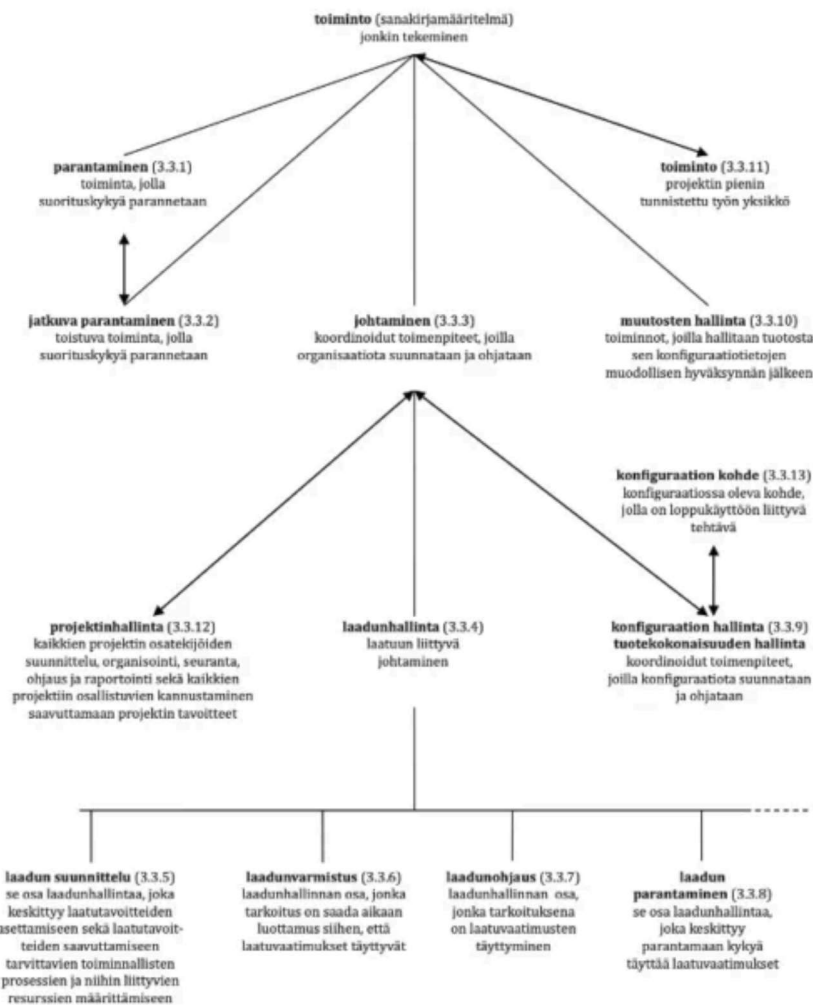 toiminto (sanakirjamääritelmä)
jonkin tekeminen
parantaminen (3.3.1)
toiminta, jolla
suorituskykyä parannetaan
toiminto (3.3.11)
projektin pienin
tunnistettu työn yksikkö
jatkuva parantaminen (3.3.2)
toistuva toiminta, jolla
suorituskykyä parannetaan
johtaminen (3.3.3)
koordinoidut toimenpiteet, joilla
organisaatiota suunnataan ja ohjataan
muutosten hallinta (3.3.10)
toiminnot, joilla hallitaan tuotosta
sen konfiguraatiotietojen
muodollisen hyväksynnän jälkeen
konfiguraation kohde (3.3.13)
konfiguraatiossa oleva kohde,
jolla on loppukäyttöön liittyvä
tehtävä
projektinhallinta (3.3.12)
kaikkien projektin osatekijöiden
suunnittelu, organisointi, seuranta,
ohjaus ja raportointi sekä kaikkien
projektiin osallistuvien kannustaminen
saavuttamaan projektin tavoitteet
laadunhallinta (3.3.4)
laatuun liittyvä
johtaminen
konfiguraation hallinta (3.3.9)
tuotekokonaisuuden hallinta
koordinoidut toimenpiteet,
joilla konfiguraatiota suunnataan
ja ohjataan
laadun suunnittelu (3.3.5)
se osa laadunhallintaa, joka
keskittyy laatutavoitteiden
asettamiseen sekä laatutavoit-
teiden saavuttamiseen
tarvittavien toiminnallisten
prosessien ja niihin liittyvien
resurssien määrittämiseen
laadunvarmistus (3.3.6)
laadunhallinnan osa, jonka
tarkoitus on saada aikaan
luottamus siihen, että
laatuvaatimukset täyttyvät
laadunohjaus (3.3.7)
laadunhallinnan osa,
jonka tarkoituksena
on laatuvaatimusten
täyttyminen
laadun
parantaminen (3.3.8)
se osa laadunhallintaa,
joka keskittyy
parantamaan kykyä
täyttää laatuvaatimukset